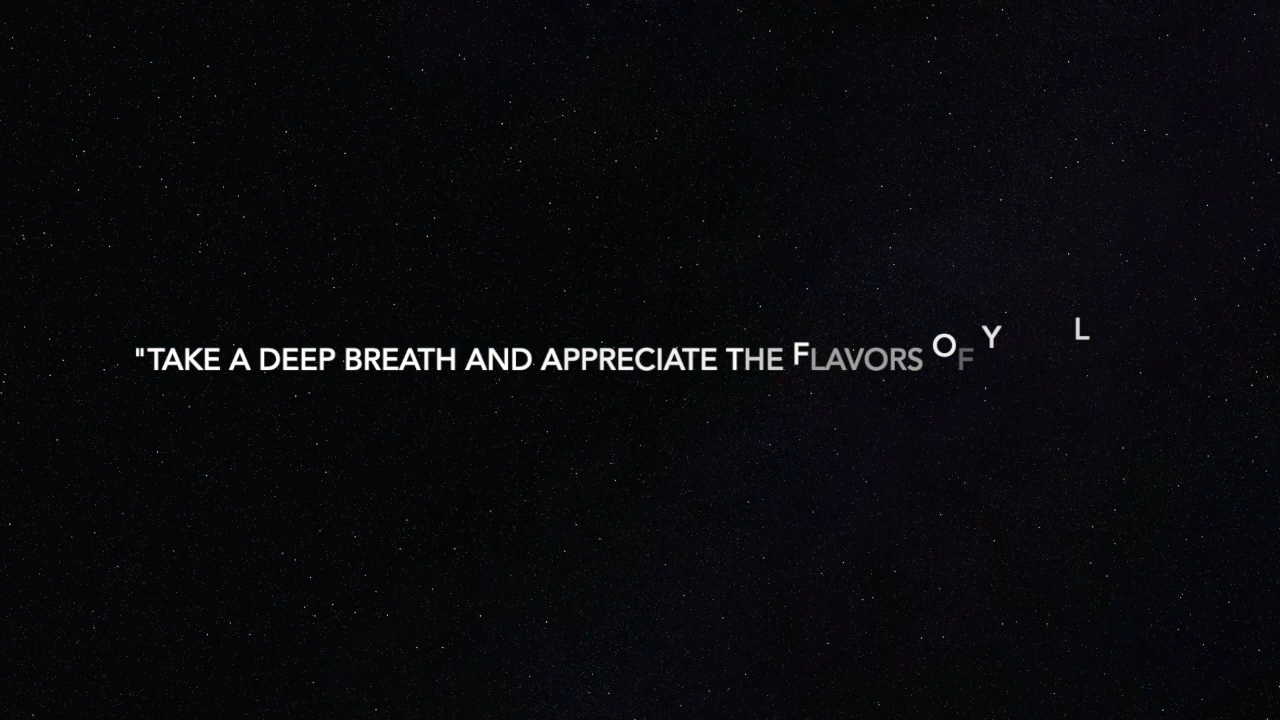 "TAKE A DEEP BREATH AND APPRECIATE THE FLAVORS OF Y L